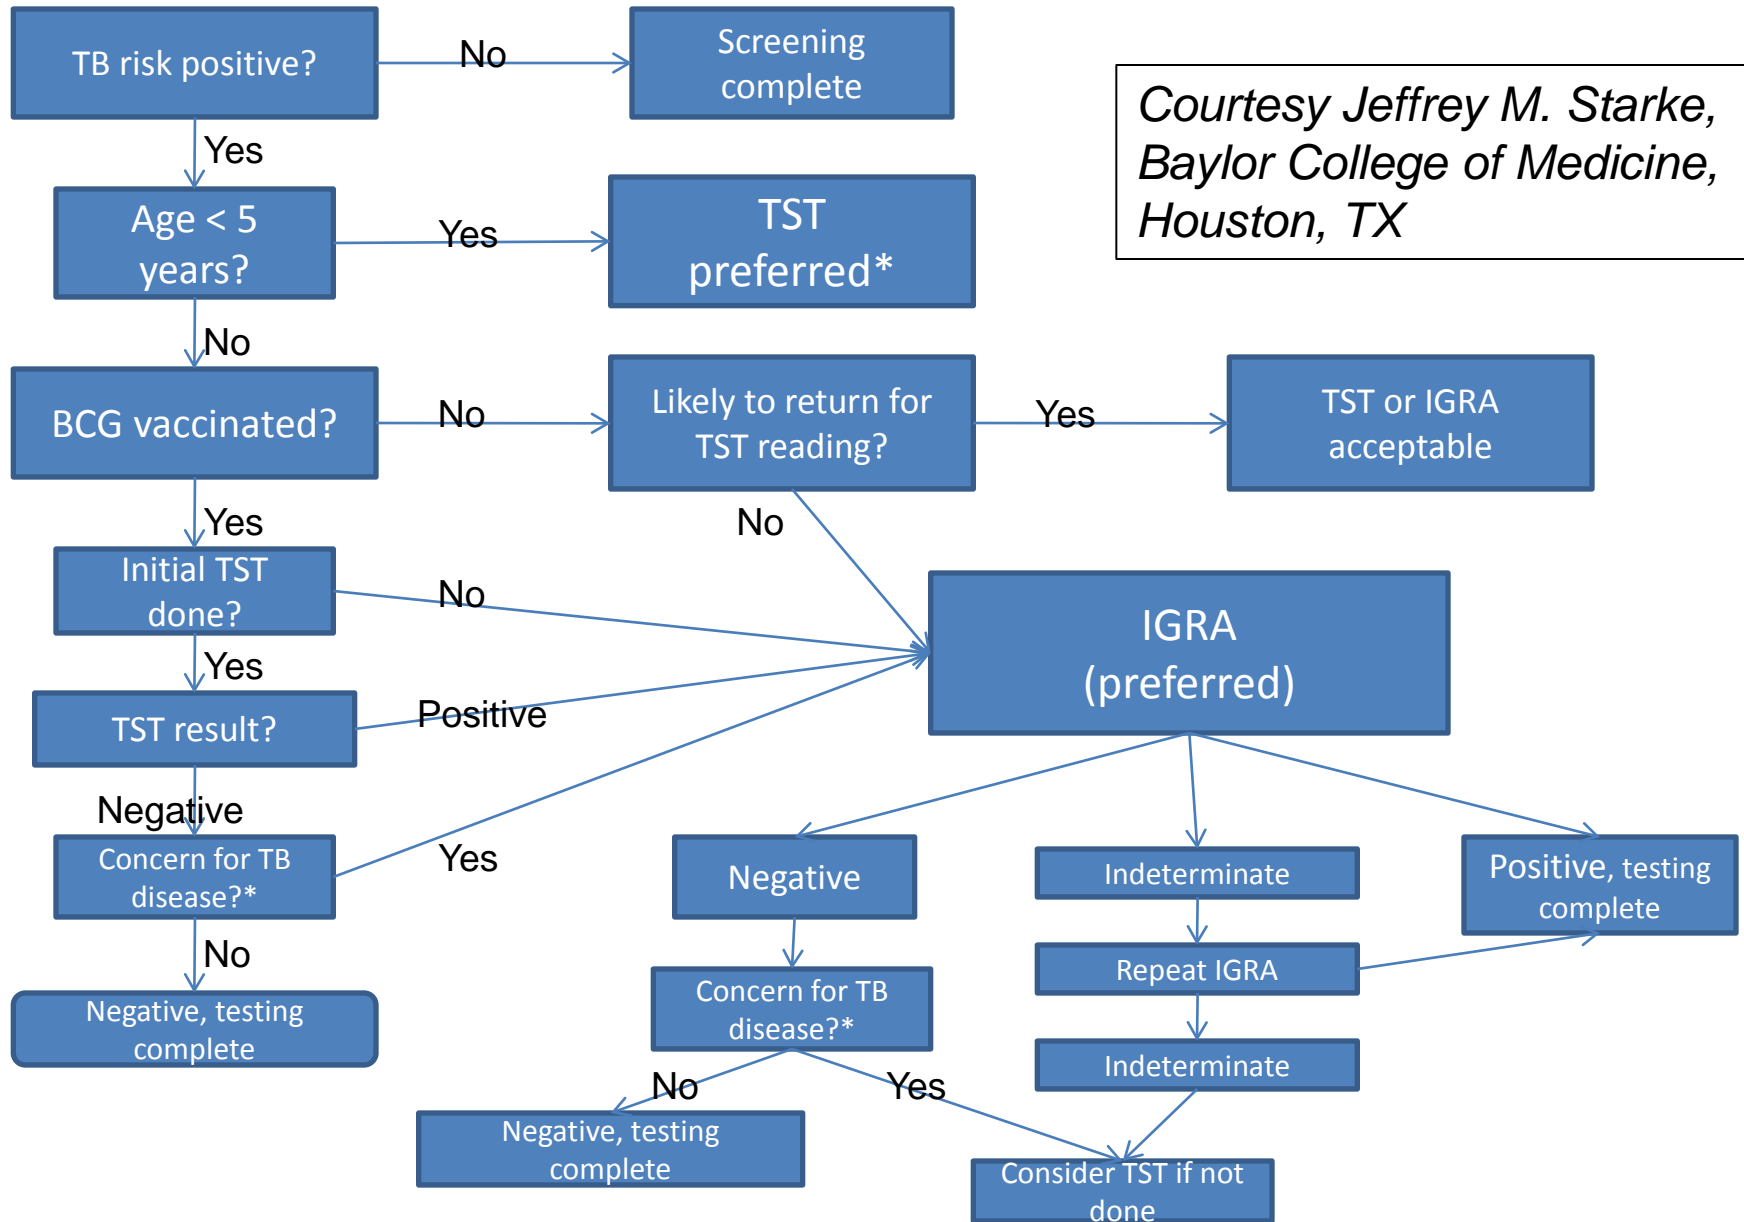 TB risk positive?
No
Screening
complete
Courtesy Jeffrey M. Starke,
Baylor College of Medicine,
Houston, TX
Yes
Age < 5
years?
Yes
TST
preferred*
No
BCG vaccinated?
No
Likely to return for
TST reading?
Yes
TST or IGRA
acceptable
Yes
No
Initial TST
done?
No
IGRA
(preferred)
Yes
TST result?
Positive
Negative
Concern for TB
disease?*
Yes
Negative
Indeterminate
Positive, testing
complete
No
Concern for TB
disease?*
Repeat IGRA
Negative, testing
complete
Indeterminate
No
Yes
Negative, testing
complete
Consider TST if not
done